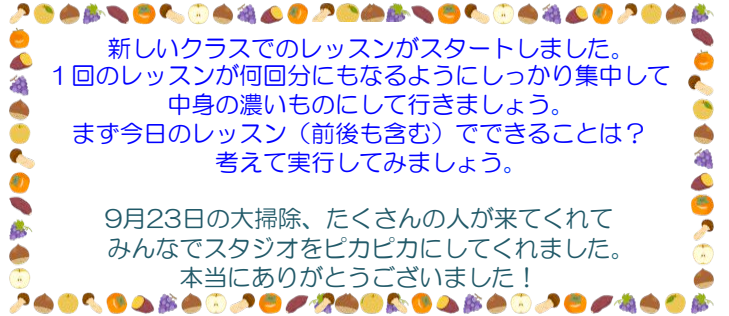 新しいクラスでのレッスンがスタートしました。
１回のレッスンが何回分にもなるようにしっかり集中して
中身の濃いものにして行きましょう。
まず今日のレッスン（前後も含む）でできることは？
考えて実行してみましょう。
9月23日の大掃除、たくさんの人が来てくれて
みんなでスタジオをピカピカにしてくれました。
本当にありがとうございました！